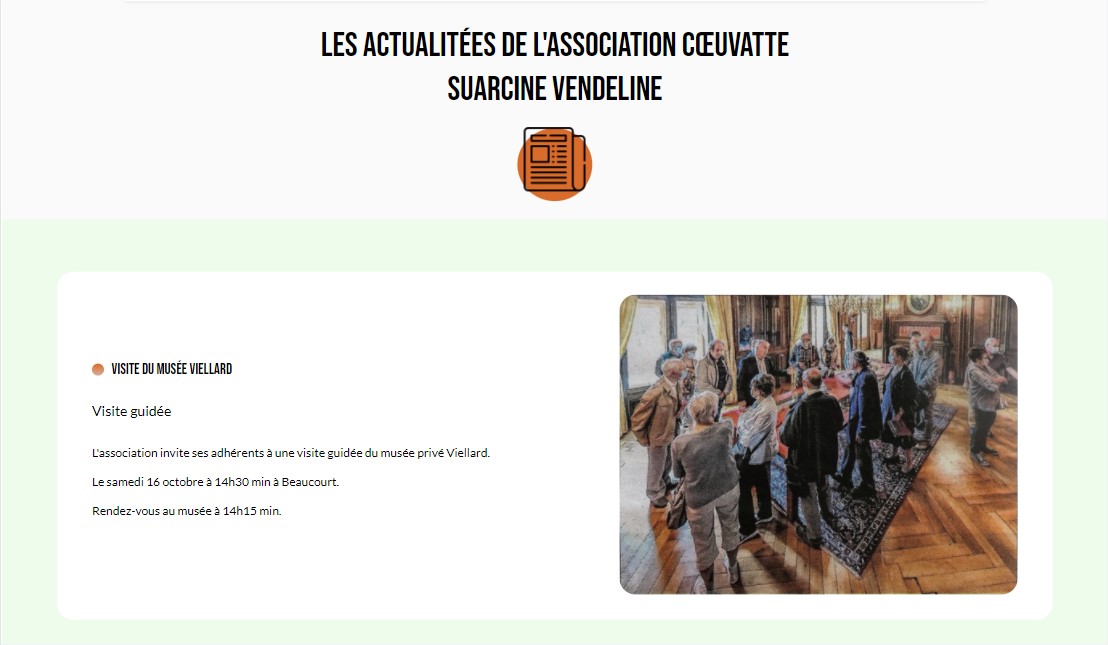 LES ACTUALITÉES DE L'ASSOCIATION CŒUVATTE
SUARCINE VENDELINE
VISITE DU MUSÉE VIELLARD
Visite guidée
L'association invite ses adhérents à une visite guidée du musée privé Viellard.
Le samedi 16 octobre à 14h30 min à Beaucourt.
Rendez-vous au musée à 14h15 min.